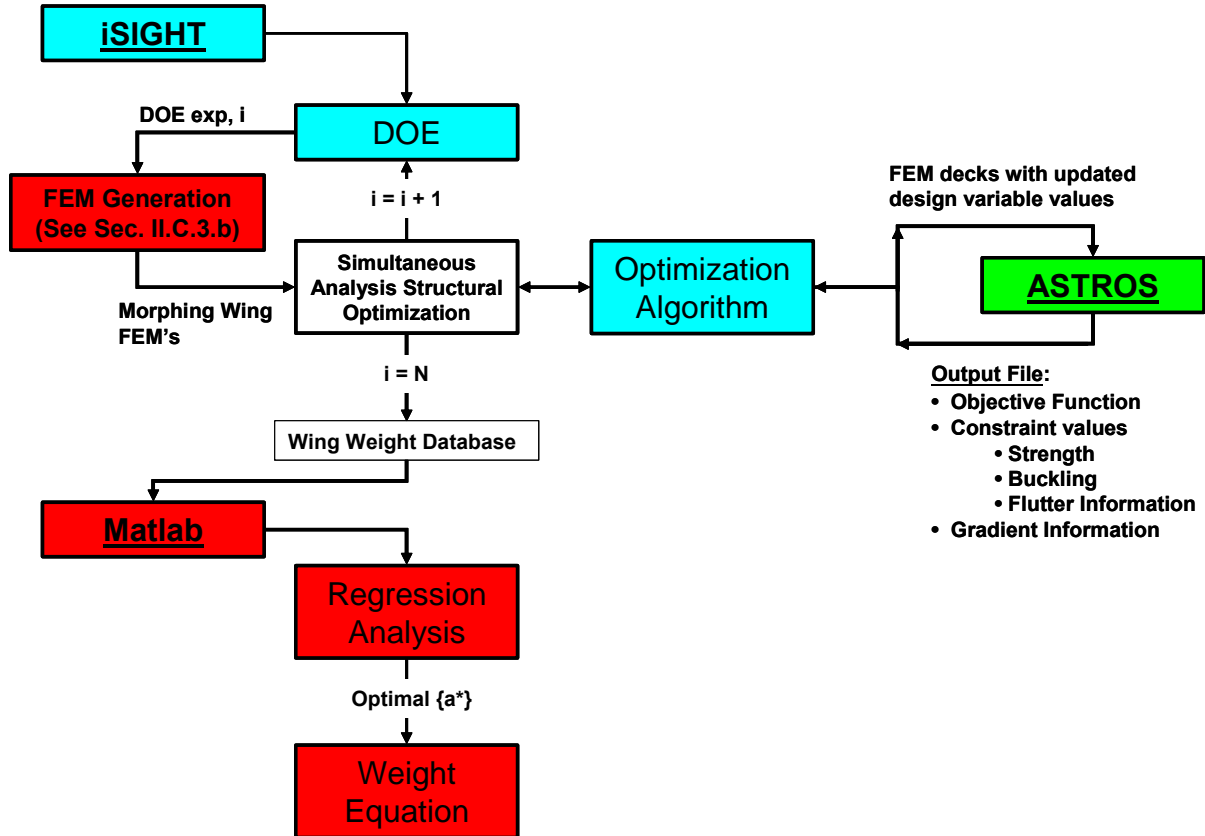 iSIGHT
DOE exp, i
DOE
FEM Generation
(See Sec. II.C.3.b)
i = i + 1
FEM decks with updated
design variable values
Simultaneous
Analysis Structural
Optimization
Optimization
Algorithm
ASTROS
Morphing Wing
FEM's
i = N
Output File:
• Objective Function
• Constraint values
• Strength
• Buckling
• Flutter Information
• Gradient Information
Wing Weight Database
Matlab
Regression
Analysis
Optimal {a*}
Weight
Equation